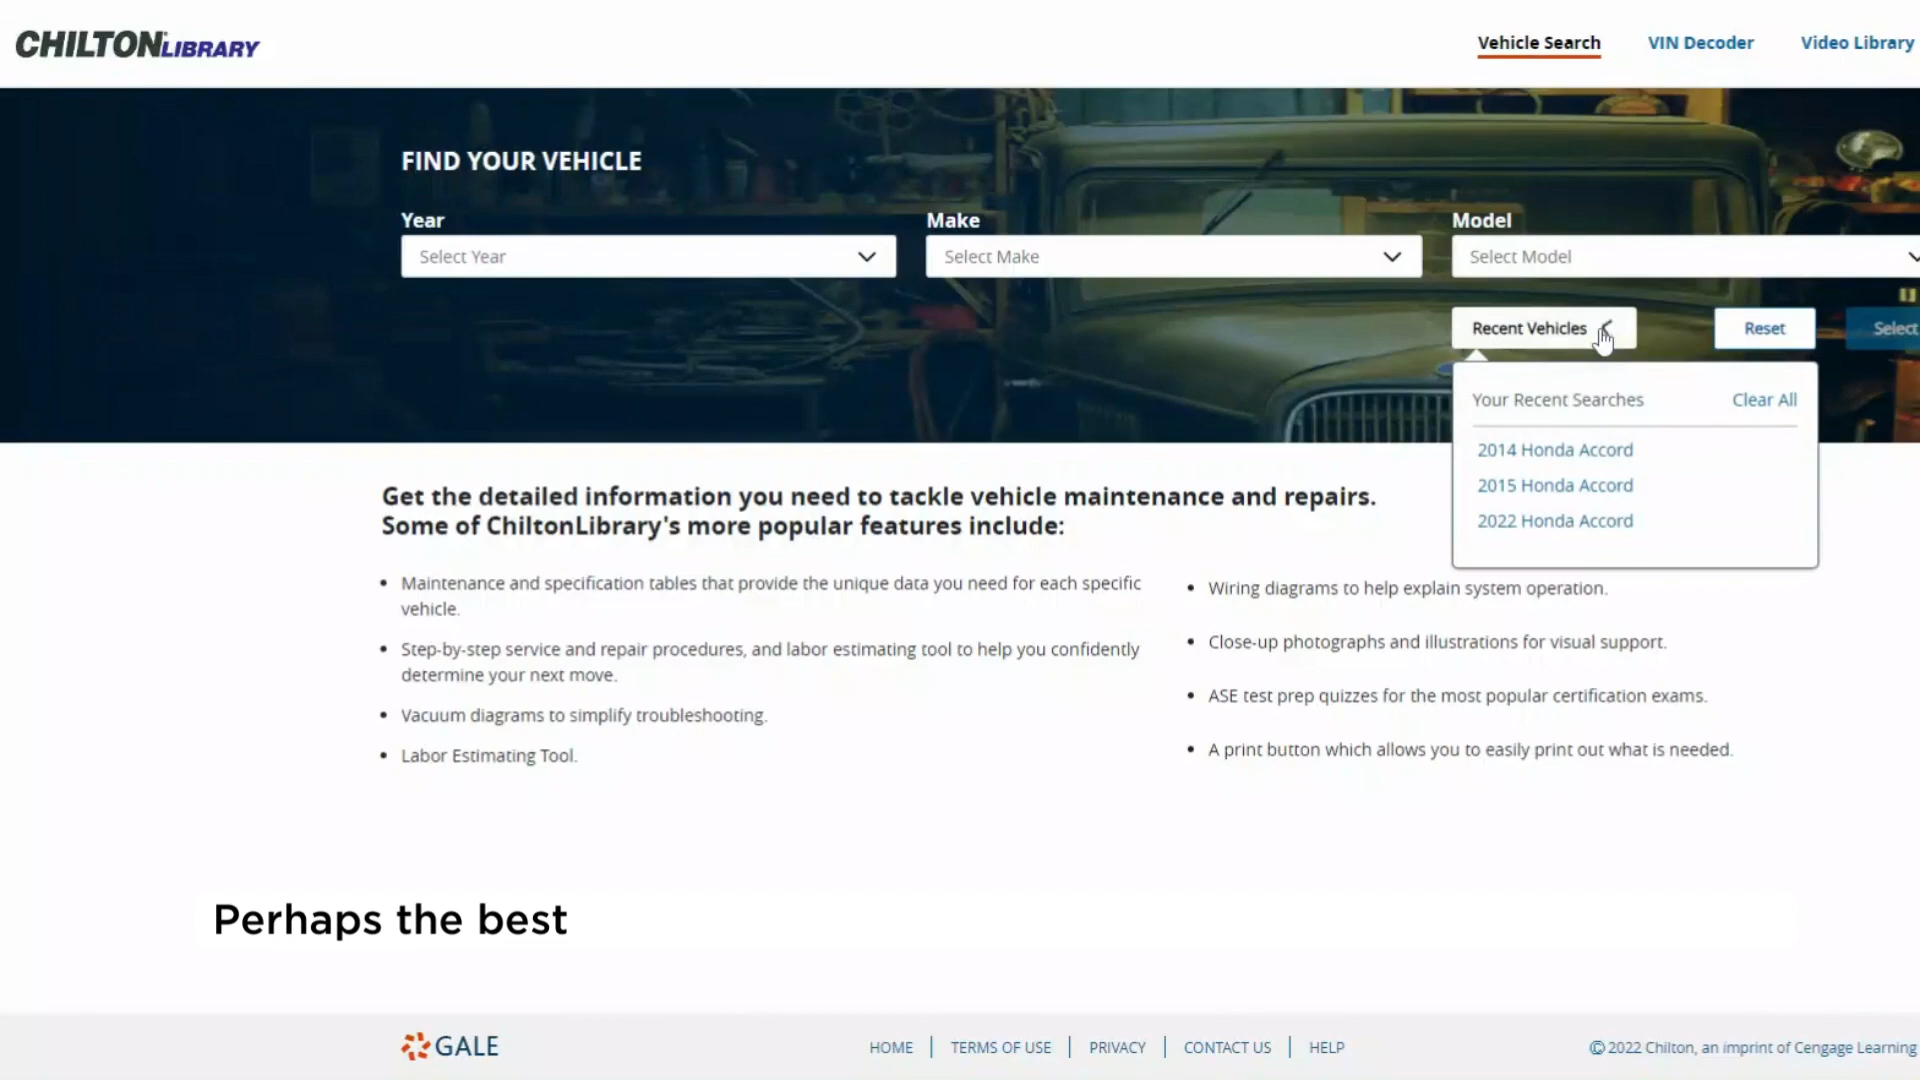 CHILTONLIBRARY
Vehicle Search
VIN Decoder
Video Library
FIND YOUR VEHICLE
Year
Make
Model
Select Year
Select Make
Select Model
Recent Vehicles
Reset
Select
Your Recent Searches
Clear All
2014 Honda Accord
2015 Honda Accord
2022 Honda Accord
Get the detailed information you need to tackle vehicle maintenance and repairs.
Some of ChiltonLibrary's more popular features include:
• Maintenance and specification tables that provide the unique data you need for each specific
vehicle.
• Step-by-step service and repair procedures, and labor estimating tool to help you confidently
determine your next move.
• Vacuum diagrams to simplify troubleshooting.
• Labor Estimating Tool.
• Wiring diagrams to help explain system operation.
• Close-up photographs and illustrations for visual support.
• ASE test prep quizzes for the most popular certification exams.
• A print button which allows you to easily print out what is needed.
Perhaps the best
GALE
HOME | TERMS OF USE | PRIVACY | CONTACT US | HELP
© 2022 Chilton, an imprint of Cengage Learning